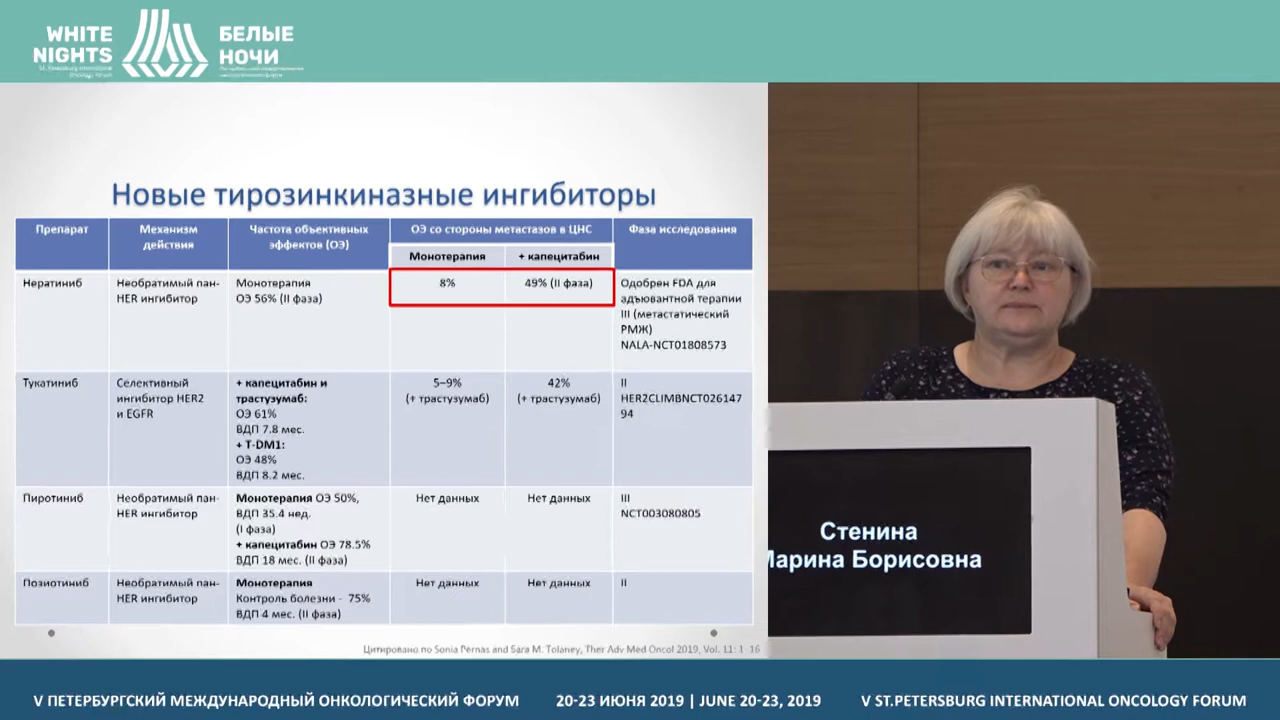 WHITE
NIGHTS
БЕЛЫЕ
НОЧИ
Новые тирозинкиназные ингибиторы
Препарат
Механизм
действия
Частота объективных
эффектов (ОЭ)
ОЭ со стороны метастазов в ЦНС
Монотерапия
+ капецитабин
Фаза исследования
Нератиниб
Необратимый пан-
HER ингибитор
Монотерапия
ОЭ 56% (II фаза)
8%
49% (II фаза)
Одобрен FDA для
адъювантной терапии
III (метастатический
РМЖ)
NALA-NCT01808573
Тукатиниб
Селективный
ингибитор HER2
и EGFR
+ капецитабин и
трастузумаб:
ОЭ 61%
ВДП 7.8 мес.
+ T-DM1:
ОЭ 48%
ВДП 8.2 мес.
5–9%
(+ трастузумаб)
42%
(+ трастузумаб)
II
HER2CLIMBNCT026147
94
Пиротиниб
Необратимый пан-
HER ингибитор
Монотерапия ОЭ 50%,
ВДП 35.4 нед.
(I фаза)
+ капецитабин ОЭ 78.5%
ВДП 18 мес. (II фаза)
Нет данных
Нет данных
III
NCT003080805
Позиотиниб
Необратимый пан-
HER ингибитор
Монотерапия
Контроль болезни - 75%
ВДП 4 мес. (II фаза)
Нет данных
Нет данных
II
Цитировано по Sonia Pernas and Sara M. Tolaney, Ther Adv Med Oncol 2019, Vol. 11: 1 16
Стенина
Марина Борисовна
V ПЕТЕРБУРГСКИЙ МЕЖДУНАРОДНЫЙ ОНКОЛОГИЧЕСКИЙ ФОРУМ
20-23 ИЮНЯ 2019 | JUNE 20-23, 2019
V ST.PETERSBURG INTERNATIONAL ONCOLOGY FORUM